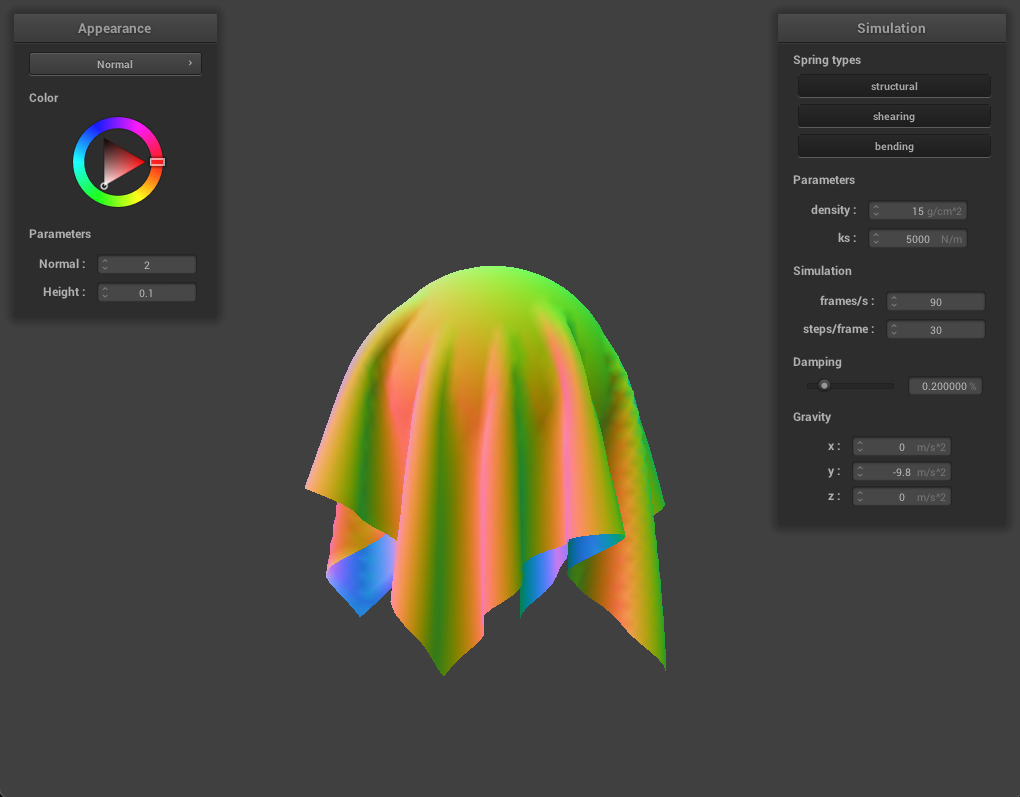 Appearance
Normal
Color
Parameters
Normal : 2
Height : 0.1
Simulation
Spring types
structural
shearing
bending
Parameters
density : 15 g/cm^2
ks : 5000 N/m
Simulation
frames/s : 90
steps/frame : 30
Damping
0.200000 %
Gravity
x : 0 m/s^2
y : -9.8 m/s^2
z : 0 m/s^2